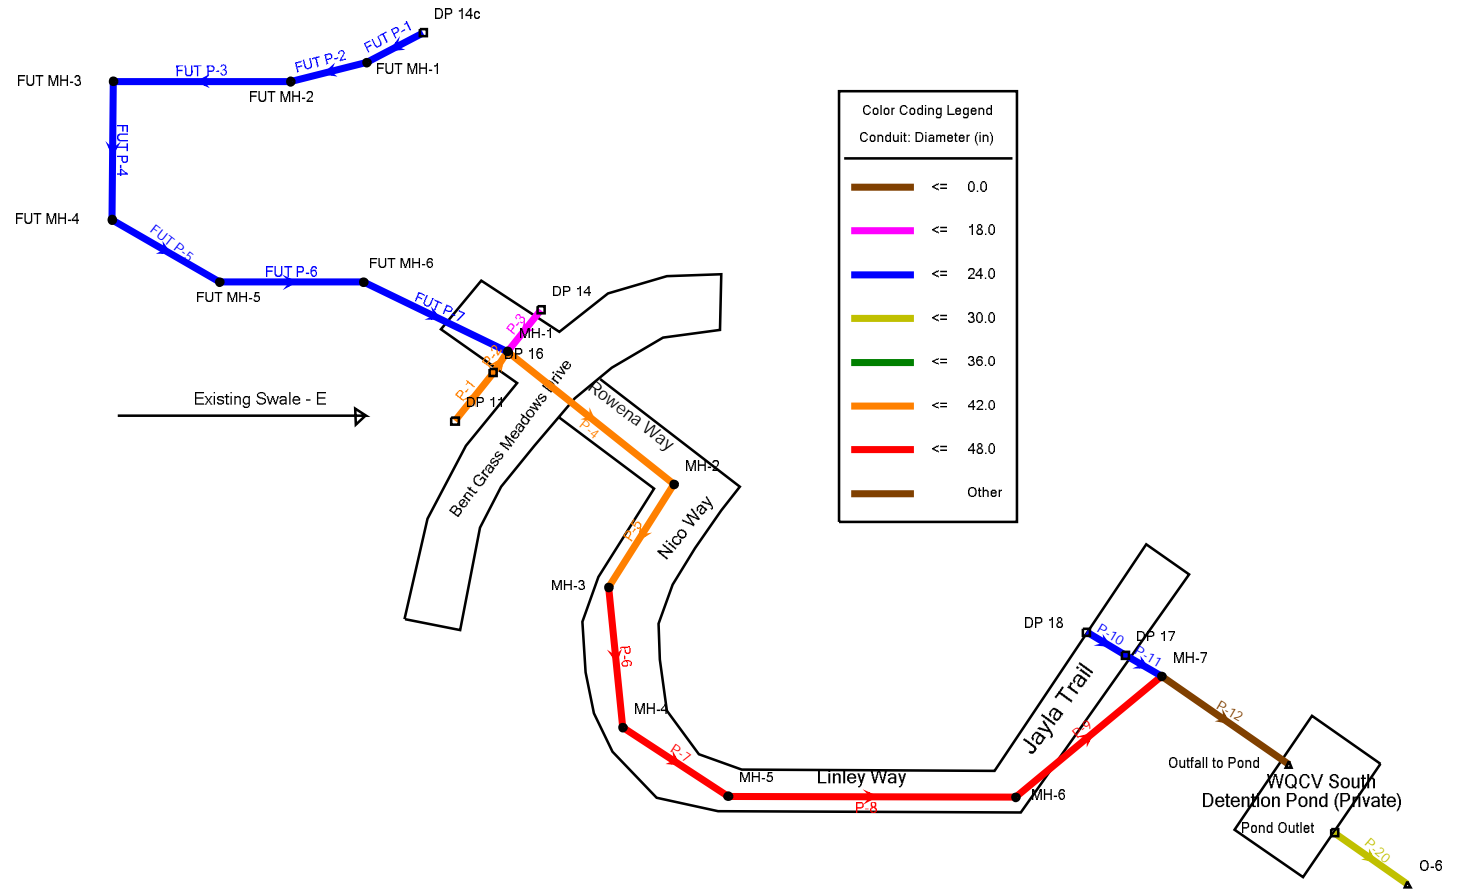 DP 14c
FUT P-1
FUT MH-1
FUT P-2
FUT MH-2
FUT P-3
FUT MH-3
FUT P-4
FUT MH-4
FUT P-5
FUT MH-5
FUT P-6
FUT MH-6
FUT P-7
DP 14
P-3
MH-1
P-2
DP 16
P-1
DP 11
Existing Swale - E
Bent Grass Meadows Drive
Rowena Way
P-4
MH-2
Nico Way
P-5
MH-3
P-6
MH-4
P-7
MH-5
Linley Way
P-8
MH-6
P-9
Jayla Trail
DP 18
P-10
DP 17
P-11
MH-7
P-12
Outfall to Pond
WQCV South
Detention Pond (Private)
Pond Outlet
P-20
O-6
Color Coding Legend
Conduit: Diameter (in)
<= 0.0
<= 18.0
<= 24.0
<= 30.0
<= 36.0
<= 42.0
<= 48.0
Other